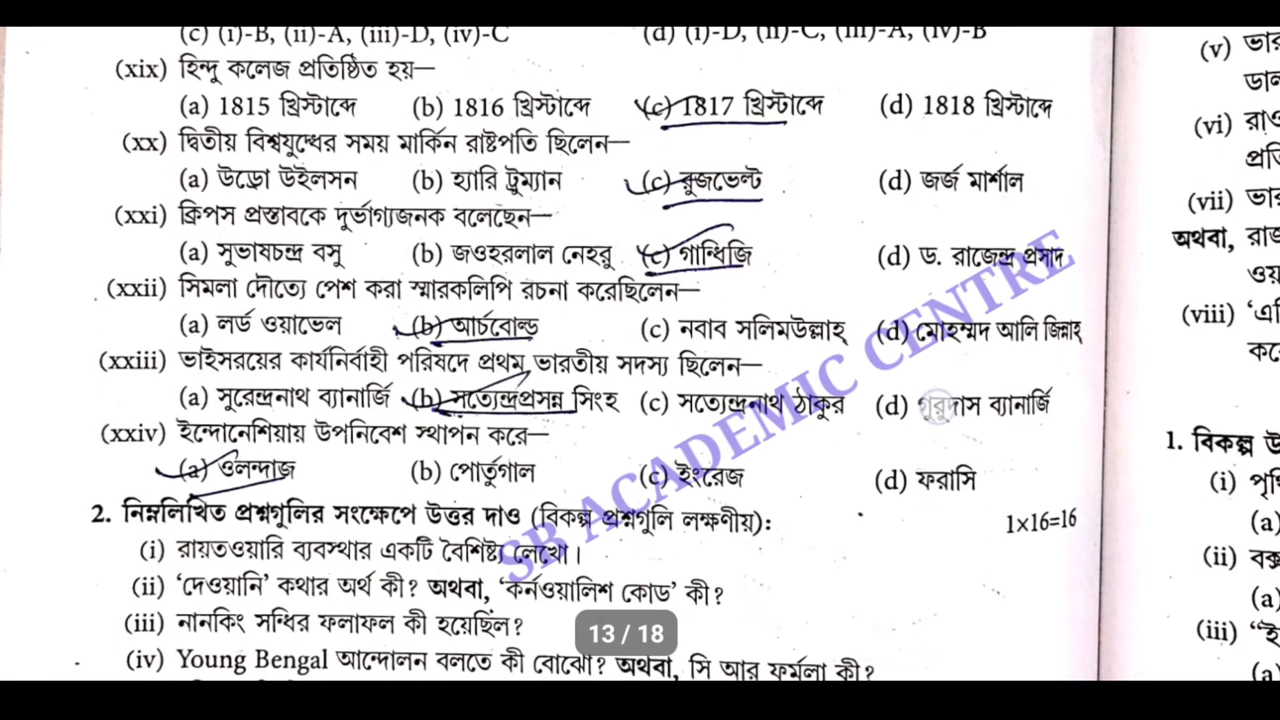 (c) (i)-B, (ii)-A, (iii)-D, (iv)-C (d) (i)-D, (ii)-C, (iii)-A, (iv)-B
(xix) হিন্দু কলেজ প্রতিষ্ঠিত হয়—
(a) 1815 খ্রিস্টাব্দে (b) 1816 খ্রিস্টাব্দে (c) 1817 খ্রিস্টাব্দে (d) 1818 খ্রিস্টাব্দে
(xx) দ্বিতীয় বিশ্বযুদ্ধের সময় মার্কিন রাষ্টপতি ছিলেন—
(a) উড্রো উইলসন (b) হ্যারি ট্রুম্যান (c) রুজভেল্ট (d) জর্জ মার্শাল
(xxi) ক্রিপস প্রস্তাবকে দুর্ভাগ্যজনক বলেছেন—
(a) সুভাষচন্দ্র বসু (b) জওহরলাল নেহরু (c) গান্ধিজি (d) ড. রাজেন্দ্র প্রসাদ
(xxii) সিমলা দৌত্যে পেশ করা স্মারকলিপি রচনা করেছিলেন—
(a) লর্ড ওয়াভেল (b) আর্চবোল্ড (c) নবাব সলিমউল্লাহ্ (d) মোহম্মদ আলি জিন্নাহ্
(xxiii) ভাইসরয়ের কার্যনির্বাহী পরিষদে প্রথম ভারতীয় সদস্য ছিলেন—
(a) সুরেন্দ্রনাথ ব্যানার্জি (b) সত্যেন্দ্রপ্রসন্ন সিংহ (c) সত্যেন্দ্রনাথ ঠাকুর (d) গুরুদাস ব্যানার্জি
(xxiv) ইন্দোনেশিয়ায় উপনিবেশ স্থাপন করে—
(a) ওলন্দাজ (b) পোর্তুগাল (c) ইংরেজ (d) ফরাসি
2. নিম্নলিখিত প্রশ্নগুলির সংক্ষেপে উত্তর দাও (বিকল্প প্রশ্নগুলি লক্ষণীয়): 1×16=16
(i) রায়তওয়ারি ব্যবস্থার একটি বৈশিষ্ট্য লেখো।
(ii) ‘দেওয়ানি’ কথার অর্থ কী? অথবা, ‘কর্নওয়ালিশ কোড’ কী?
(iii) নানকিং সন্ধির ফলাফল কী হয়েছিল?
(iv) Young Bengal আন্দোলন বলতে কী বোঝো? অথবা, সি আর ফর্মুলা কী?
SB ACADEMIC CENTRE
13 / 18
(v) ভার
ডাল
(vi) রাও
প্রতি
(vii) ভার
অথবা, রাজ
ওয়
(viii) ‘এ
করে
1. বিকল্প উ
(i) পৃথি
(a)
(ii) বক্স
(a)
(iii) “ই
(a)